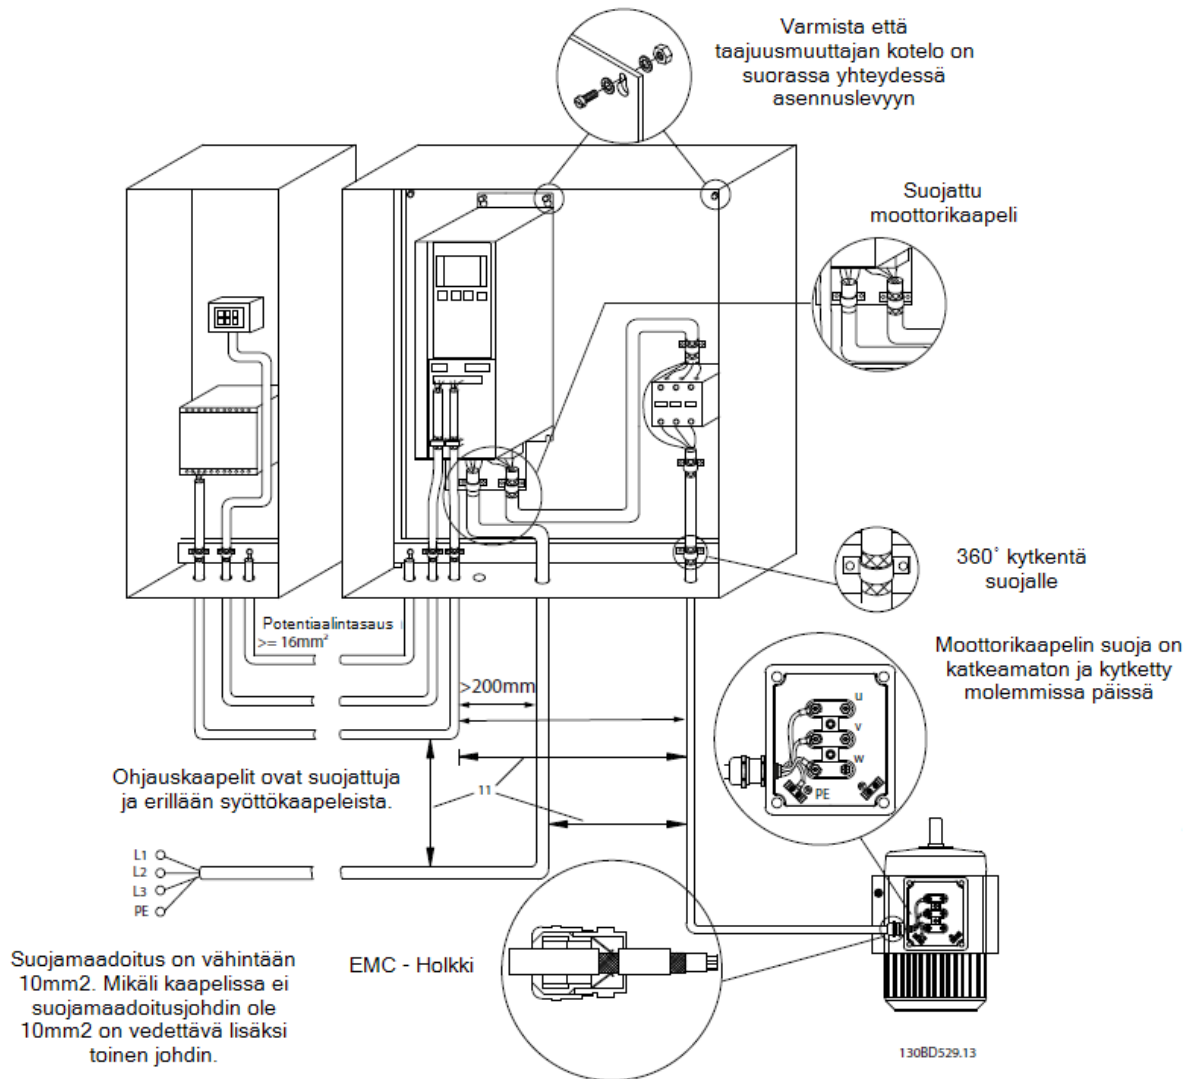 Varmista että
taajuusmuuttajan kotelo on
suorassa yhteydessä
asennuslevyyn
Suojattu
moottorikaapeli
360° kytkentä
suojalle
Potentiaalintasaus
>= 16mm²
Moottorikaapelin suoja on
katkeamaton ja kytketty
molemmissa päissä
>200mm
u
v
w
PE
Ohjauskaapelit ovat suojattuja
ja erillään syöttökaapeleista.
11
L1
L2
L3
PE
Suojamaadoitus on vähintään
10mm2. Mikäli kaapelissa ei
suojamaadoitusjohdin ole
10mm2 on vedettävä lisäksi
toinen johdin.
EMC - Holkki
130BD529.13